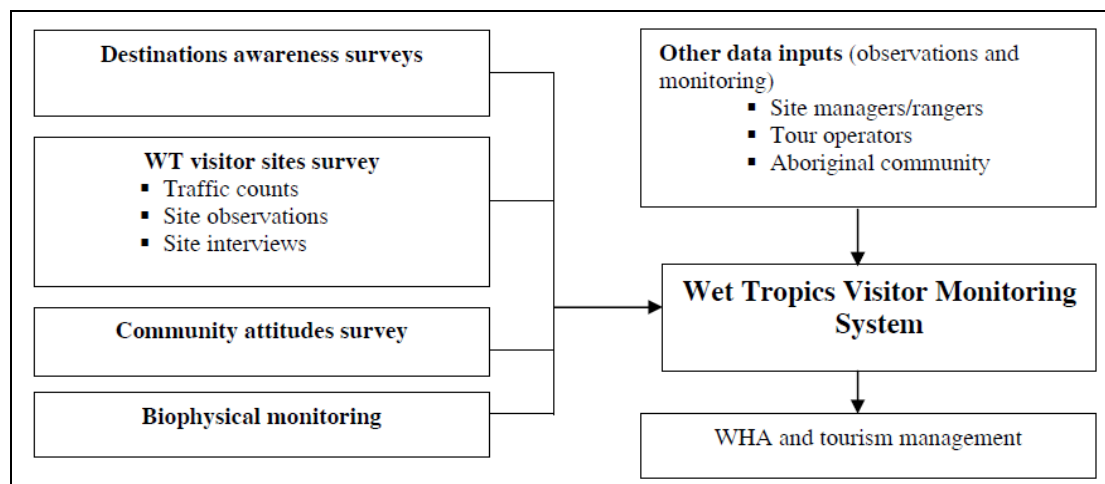 Destinations awareness surveys
WT visitor sites survey
▪ Traffic counts
▪ Site observations
▪ Site interviews
Community attitudes survey
Biophysical monitoring
Other data inputs (observations and
monitoring)
▪ Site managers/rangers
▪ Tour operators
▪ Aboriginal community
Wet Tropics Visitor Monitoring
System
WHA and tourism management